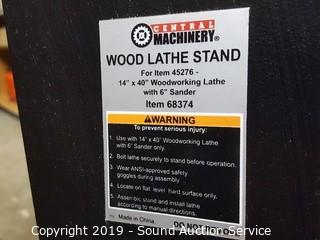 CENTRAL
MACHINERY®
WOOD LATHE STAND
For Item 45276 -
14" x 40" Woodworking Lathe
with 6" Sander
Item 68374
WARNING
To prevent serious injury:
1. Use with 14" x 40" Woodworking Lathe
with 6" Sander only.
2. Bolt lathe securely to stand before operation.
3. Wear ANSI-approved safety
goggles during assembly.
4. Locate on flat level hard surface only.
5. Assemble stand and install lathe
according to manual directions.
Made in China.
Copyright 2019 - Sound Auction Service